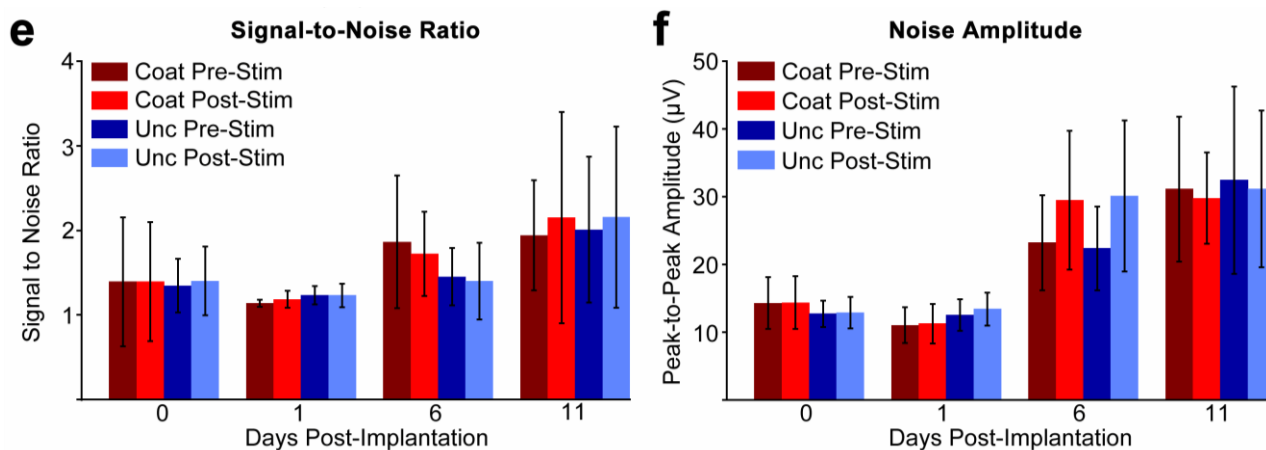 e
Signal-to-Noise Ratio
4
3
2
1
Signal to Noise Ratio
Coat Pre-Stim
Coat Post-Stim
Unc Pre-Stim
Unc Post-Stim
0 1 6 11
Days Post-Implantation
f
Noise Amplitude
50
40
30
20
10
Peak-to-Peak Amplitude (µV)
Coat Pre-Stim
Coat Post-Stim
Unc Pre-Stim
Unc Post-Stim
0 1 6 11
Days Post-Implantation